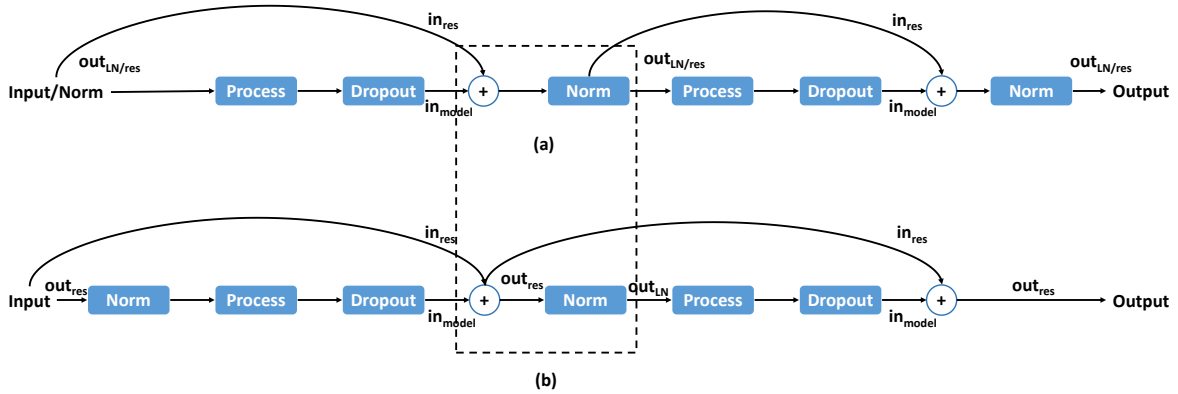 in_res in_res
out_LN/res out_LN/res out_LN/res
Input/Norm Process Dropout + Norm Process Dropout + Norm Output
in_model in_model
(a)
in_res in_res
out_res out_res out_LN out_res
Input Norm Process Dropout + Norm Process Dropout + Output
in_model in_model
(b)